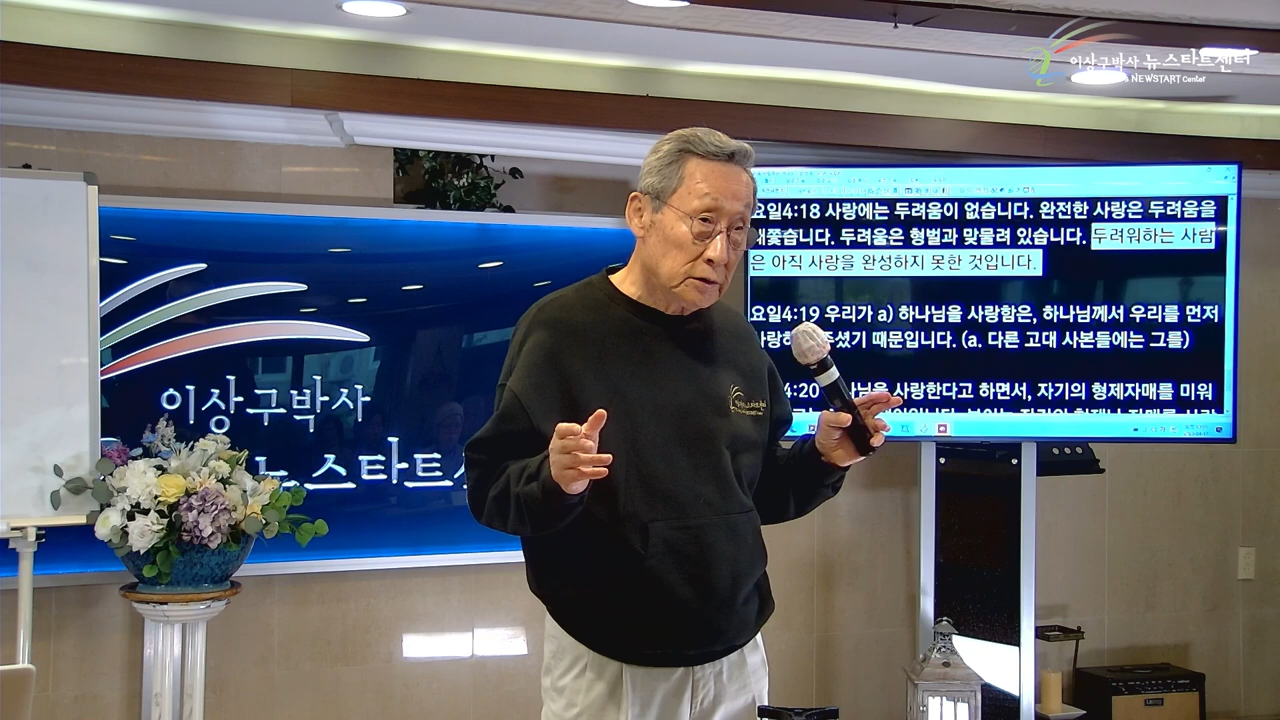 이상구박사 뉴스타트센터
NEWSTART Center
요일4:18 사랑에는 두려움이 없습니다. 완전한 사랑은 두려움을
내쫓습니다. 두려움은 형벌과 맞물려 있습니다. 두려워하는 사람
은 아직 사랑을 완성하지 못한 것입니다.
요일4:19 우리가 a) 하나님을 사랑함은, 하나님께서 우리를 먼저
주셨기 때문입니다. (a. 다른 고대 사본들에는 그를)
4:20 사랑한다고 하면서, 자기의 형제자매를 미워
이상구박사
뉴스타트